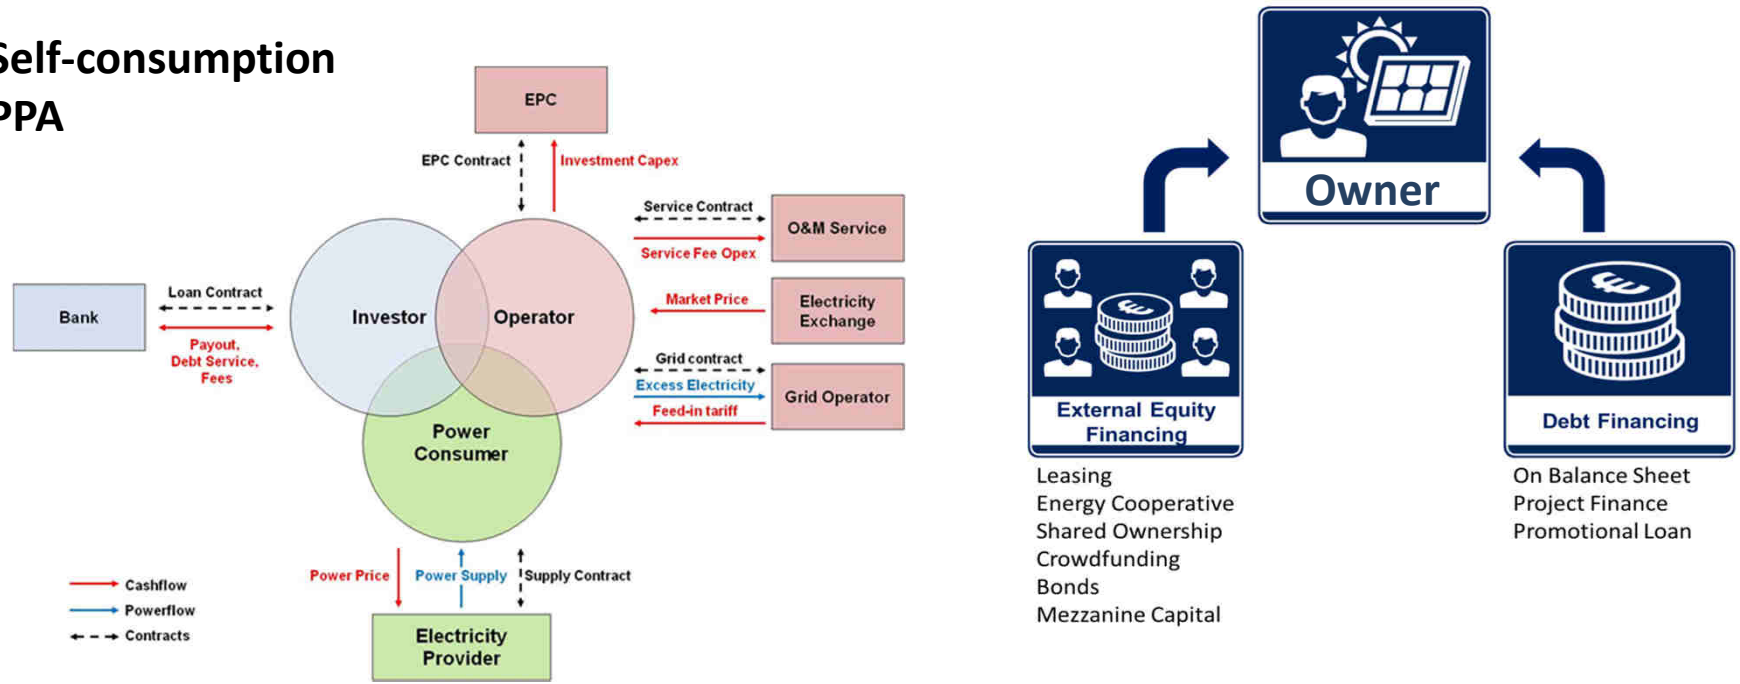 Self-consumption
PPA
EPC
EPC Contract
Investment Capex
Service Contract
O&M Service
Service Fee Opex
Bank
Loan Contract
Payout,
Debt Service,
Fees
Investor
Operator
Market Price
Electricity
Exchange
Grid contract
Excess Electricity
Feed-in tariff
Grid Operator
Power
Consumer
Power Price
Power Supply
Supply Contract
Electricity
Provider
Cashflow
Powerflow
Contracts
Owner
External Equity
Financing
Leasing
Energy Cooperative
Shared Ownership
Crowdfunding
Bonds
Mezzanine Capital
Debt Financing
On Balance Sheet
Project Finance
Promotional Loan